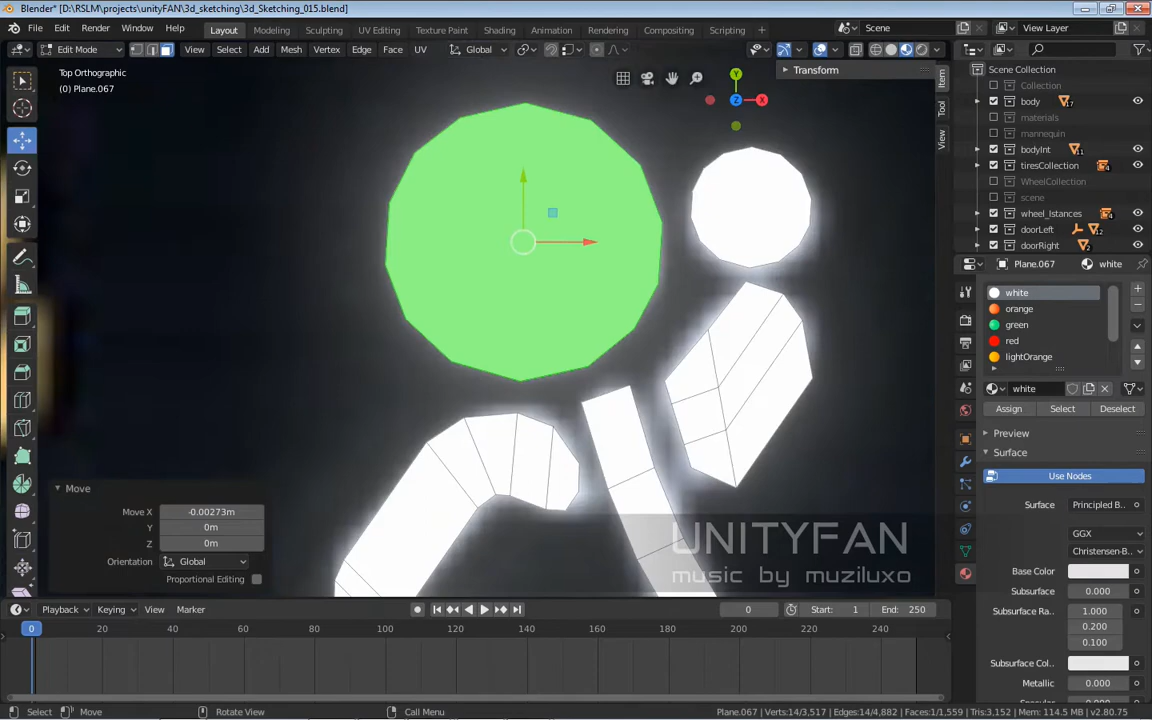 Blender* [D:\RSLM\projects\unityFAN\3d_sketching\3d_Sketching_015.blend]
File Edit Render Window Help Layout Modeling Sculpting UV Editing Texture Paint Shading Animation Rendering Compositing Scripting Scene View Layer
Edit Mode View Select Add Mesh Vertex Edge Face UV Global
Top Orthographic
(0) Plane.067
Transform
Item
Tool
View
Y
Z X
Scene Collection
Collection
body 17
materials
mannequin
bodyInt 11
tiresCollection 4
WheelCollection
scene
wheel_Istances 4
doorLeft 12
doorRight 2
Plane.067 white
white
orange
green
red
lightOrange
white
Assign Select Deselect
Preview
Surface
Use Nodes
Surface Principled B..
GGX
Christensen-B..
Base Color
Subsurface 0.000
Subsurface Ra.. 1.000
0.200
0.100
Subsurface Col..
Metallic 0.000
Move
Move X -0.00273m
Y 0m
Z 0m
Orientation Global
Proportional Editing
UNITYFAN
music by muziluxo
Playback Keying View Marker 0 Start: 1 End: 250
0 20 40 60 80 100 120 140 160 180 200 220 240
Select Move Rotate View Call Menu Plane.067 | Verts:14/3,517 | Edges:14/4,882 | Faces:1/1,559 | Tris:3,152 | Mem: 114.5 MB | v2.80.75